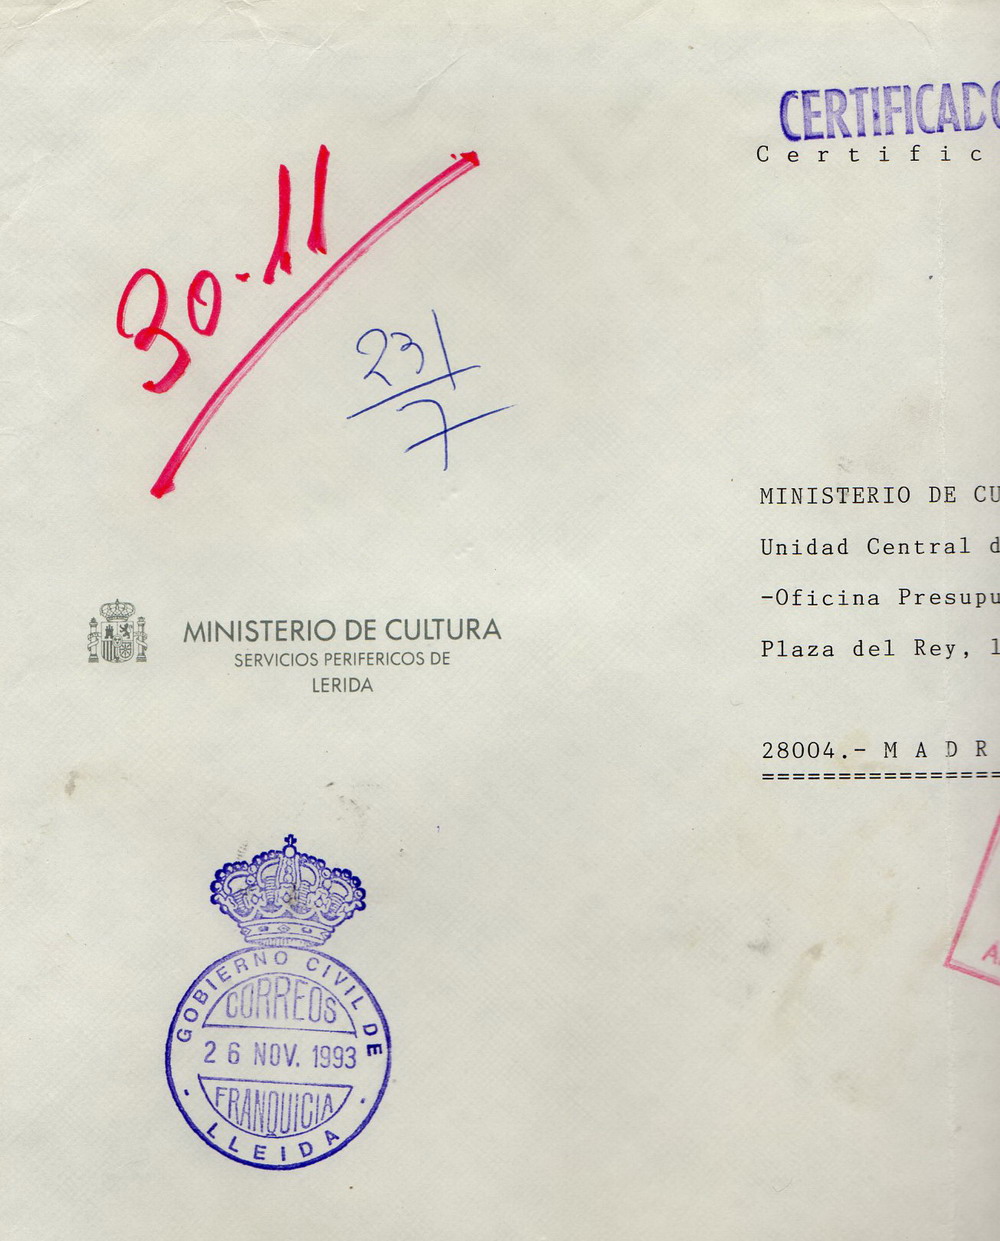 CERTIFICADO
Certific
30-11
231
7
MINISTERIO DE CU
Unidad Central d
-Oficina Presupu
Plaza del Rey, 1
28004.- M A D R
================
MINISTERIO DE CULTURA
SERVICIOS PERIFERICOS DE
LERIDA
GOBIERNO CIVIL DE
CORREOS
26 NOV. 1993
FRANQUICIA
LLEIDA